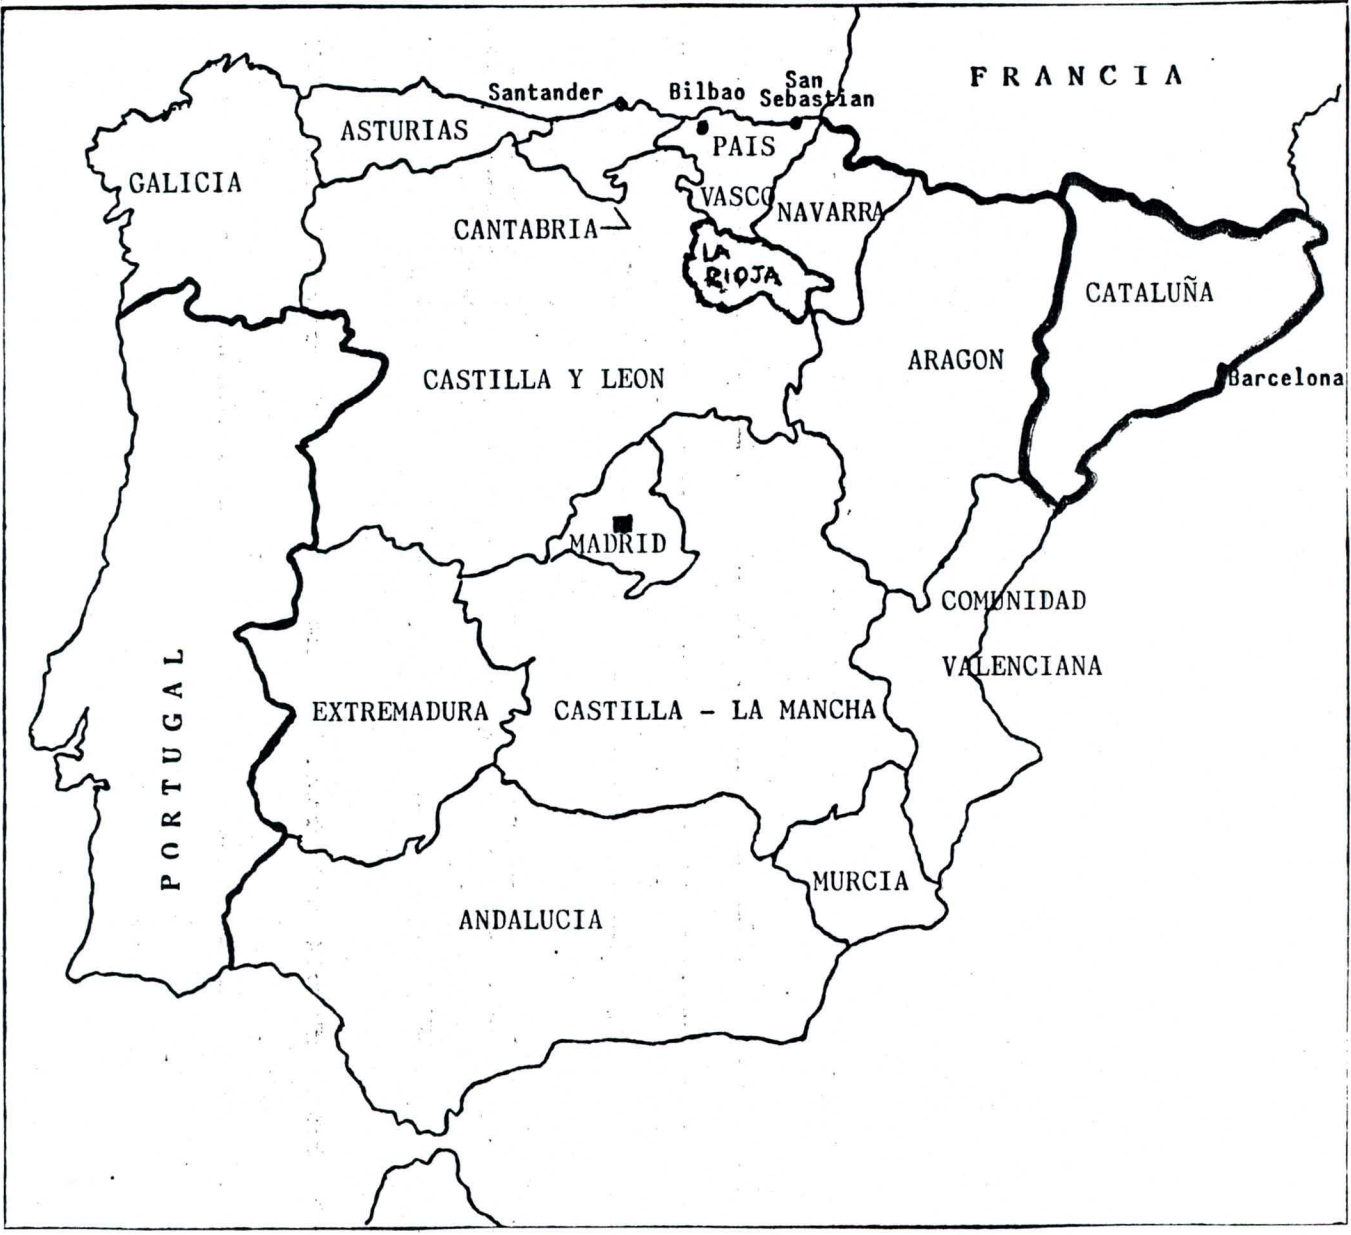 FRANCIA
Santander
Bilbao
San
Sebastian
ASTURIAS
PAIS
VASCO
GALICIA
NAVARRA
CANTABRIA
LA
RIOJA
CATALUÑA
ARAGON
CASTILLA Y LEON
Barcelona
MADRID
COMUNIDAD
VALENCIANA
PORTUGAL
EXTREMADURA
CASTILLA - LA MANCHA
MURCIA
ANDALUCIA